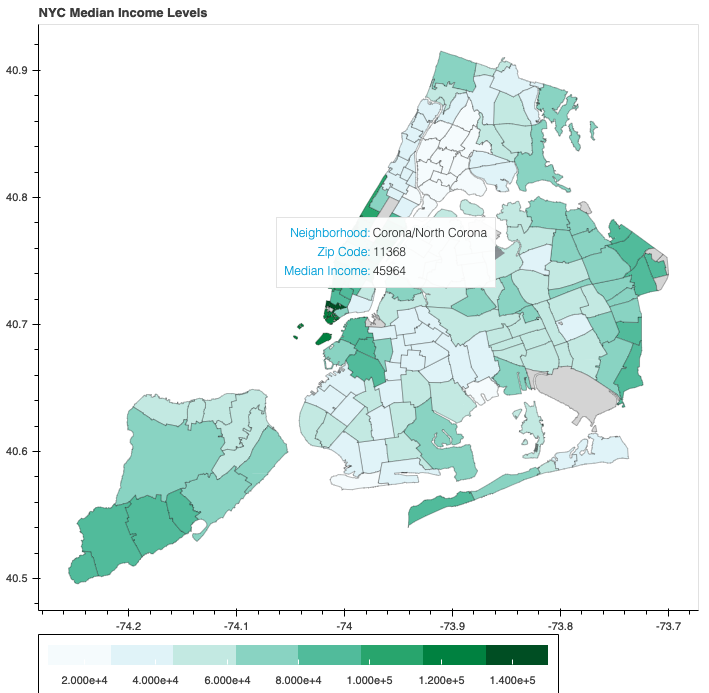 NYC Median Income Levels
40.9
40.8
Neighborhood: Corona/North Corona
Zip Code: 11368
Median Income: 45964
40.7
40.6
40.5
-74.2 -74.1 -74 -73.9 -73.8 -73.7
2.000e+4 4.000e+4 6.000e+4 8.000e+4 1.000e+5 1.200e+5 1.400e+5